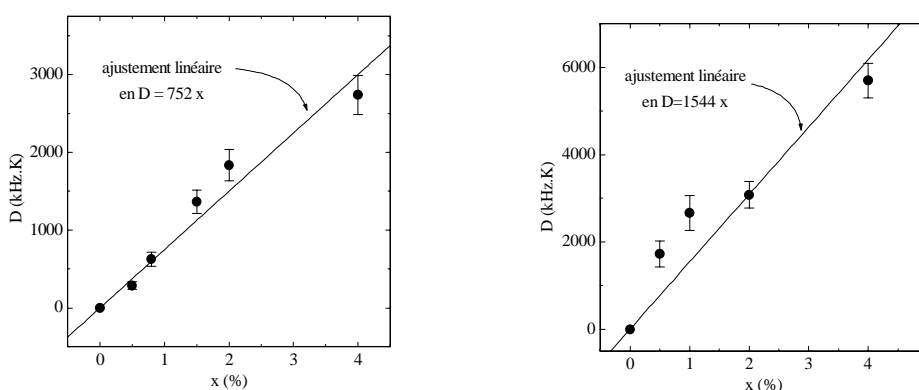 3000
2000
1000
0
D (kHz.K)
ajustement linéaire
en D = 752 x
0 1 2 3 4
x (%)
6000
4000
2000
0
D (kHz.K)
ajustement linéaire
en D=1544 x
0 1 2 3 4
x (%)